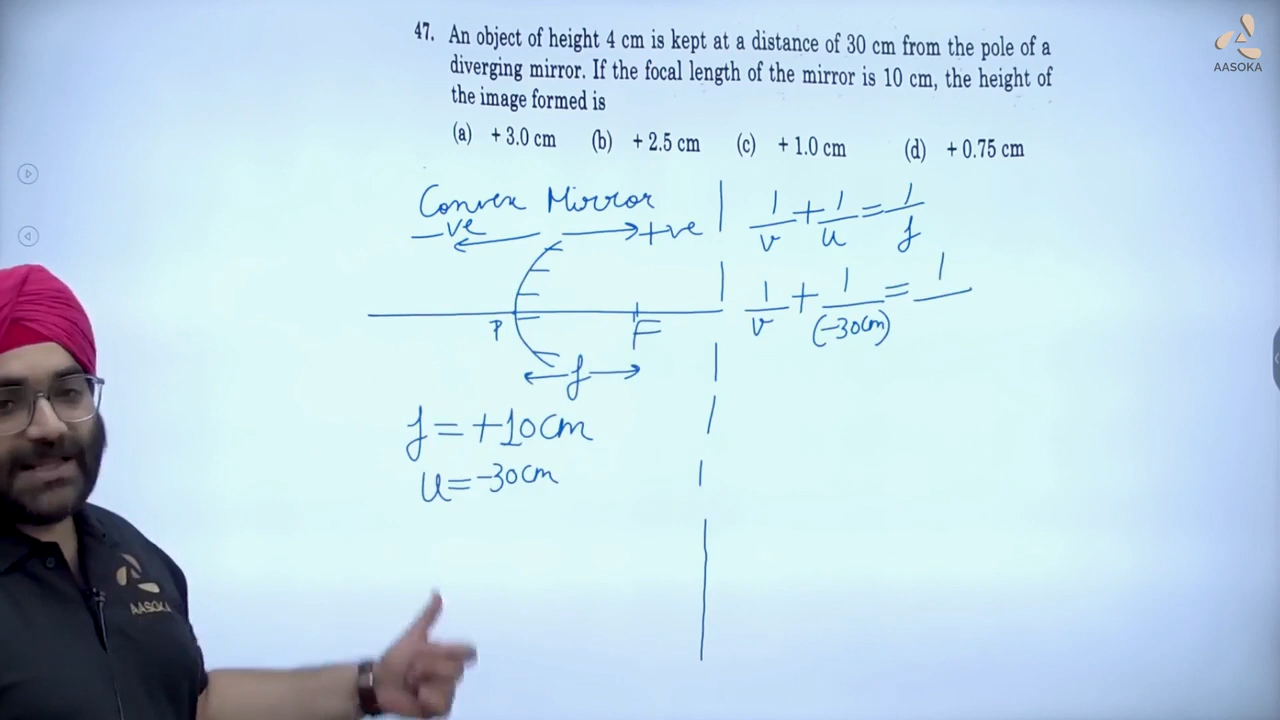 47. An object of height 4 cm is kept at a distance of 30 cm from the pole of a
diverging mirror. If the focal length of the mirror is 10 cm, the height of
the image formed is
(a) +3.0 cm (b) +2.5 cm (c) +1.0 cm (d) +0.75 cm
AASOKA
Convex Mirror
-ve +ve
P F
f
f = +10cm
u = -30cm
1/v + 1/u = 1/f
1/v + 1/(-30cm) = 1/
AASOKA